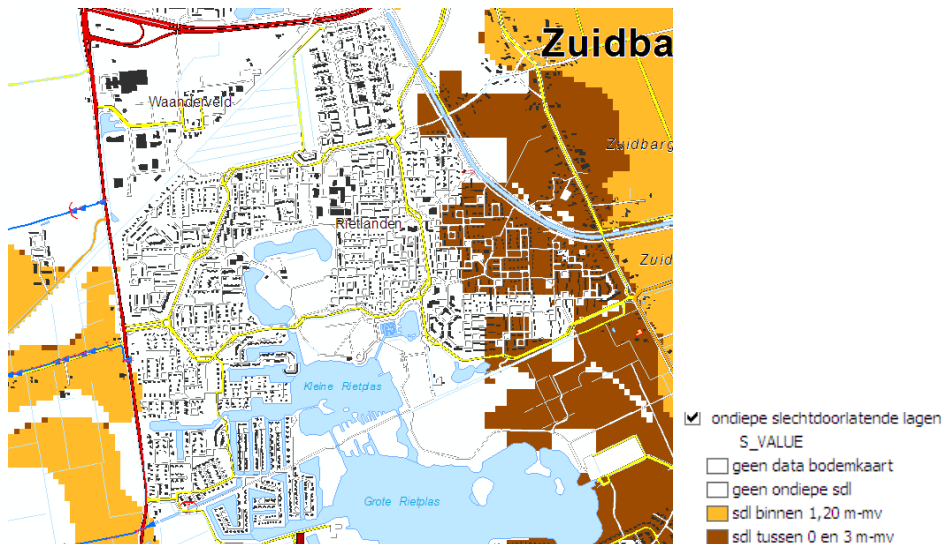 Zuidba
Waanderveld
Zuidbarg
Rietlanden
Zuid
Kleine Rietplas
Grote Rietplas
ondiepe slechtdoorlatende lagen
S_VALUE
geen data bodemkaart
geen ondiepe sdl
sdl binnen 1,20 m-mv
sdl tussen 0 en 3 m-mv